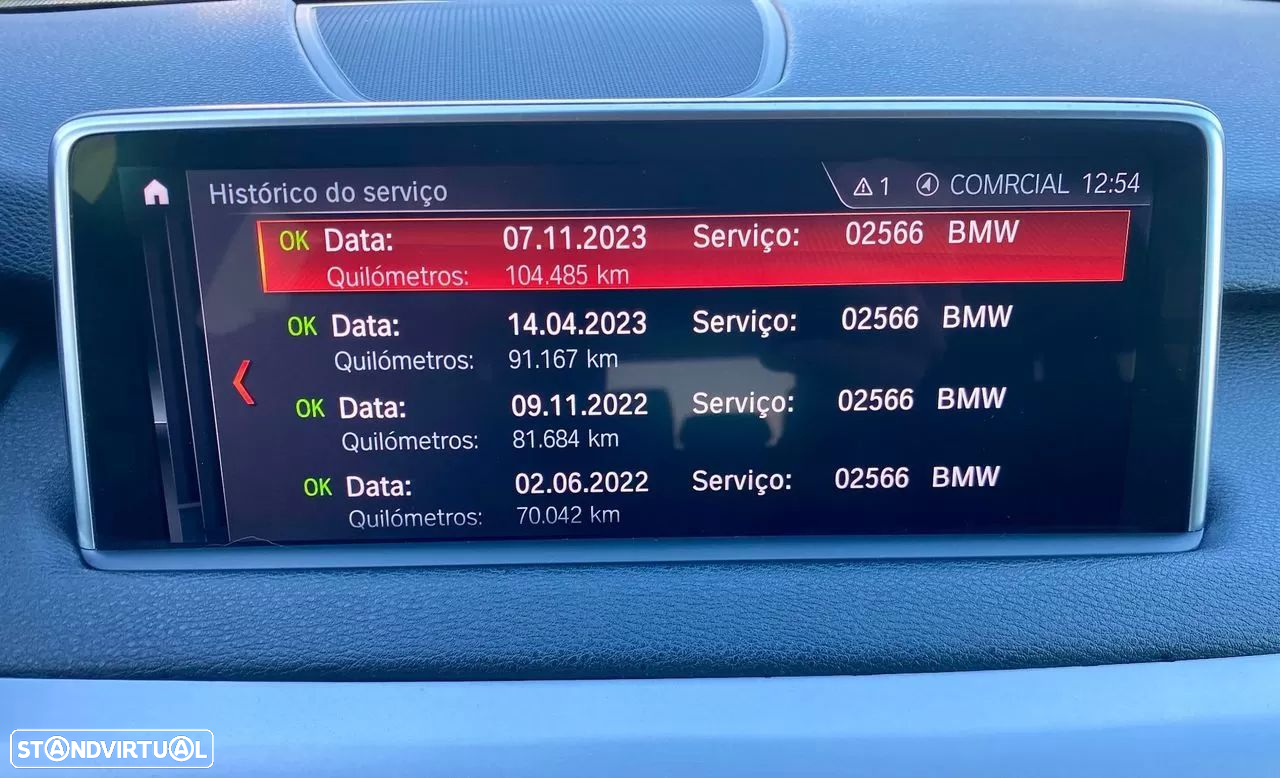 Histórico do serviço
1 COMRCIAL 12:54
OK Data: 07.11.2023 Serviço: 02566 BMW
Quilómetros: 104.485 km
OK Data: 14.04.2023 Serviço: 02566 BMW
Quilómetros: 91.167 km
OK Data: 09.11.2022 Serviço: 02566 BMW
Quilómetros: 81.684 km
OK Data: 02.06.2022 Serviço: 02566 BMW
Quilómetros: 70.042 km
STANDVIRTUAL